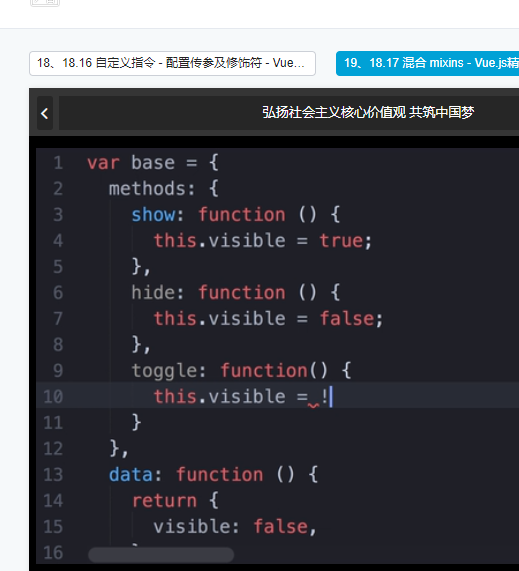 18、18.16 自定义指令 - 配置传参及修饰符 - Vue...
19、18.17 混合 mixins - Vue.js精
弘扬社会主义核心价值观 共筑中国梦
1 var base = {
2 methods: {
3 show: function () {
4 this.visible = true;
5 },
6 hide: function () {
7 this.visible = false;
8 },
9 toggle: function() {
10 this.visible = !
11 }
12 },
13 data: function () {
14 return {
15 visible: false,
16